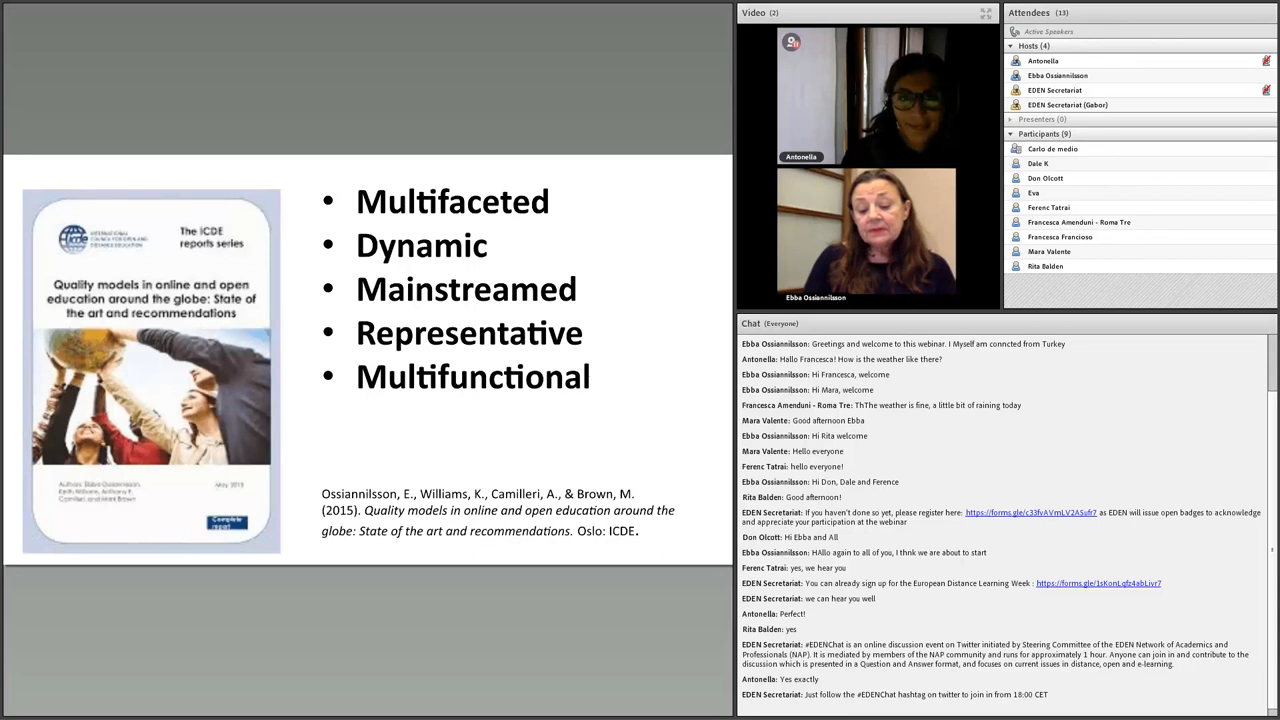 INTERNATIONAL
COUNCIL FOR OPEN AND
DISTANCE EDUCATION
icde
The ICDE
reports series
Quality models in online and open
education around the globe: State of
the art and recommendations
May 2015
Complete
report
• Multifaceted
• Dynamic
• Mainstreamed
• Representative
• Multifunctional
Ossiannilsson, E., Williams, K., Camilleri, A., & Brown, M.
(2015). Quality models in online and open education around the
globe: State of the art and recommendations. Oslo: ICDE.
Video (2)
Antonella
Ebba Ossiannilsson
Attendees (13)
Active Speakers
Hosts (4)
Antonella
Ebba Ossiannilsson
EDEN Secretariat
EDEN Secretariat (Gabor)
Presenters (0)
Participants (9)
Carlo de medio
Dale K
Don Olcott
Eva
Ferenc Tatrai
Francesca Amenduni - Roma Tre
Francesca Francioso
Mara Valente
Rita Balden
Chat (Everyone)
Ebba Ossiannilsson: Greetings and welcome to this webinar. I Myself am conncted from Turkey
Antonella: Hallo Francesca! How is the weather like there?
Ebba Ossiannilsson: Hi Francesca, welcome
Ebba Ossiannilsson: Hi Mara, welcome
Francesca Amenduni - Roma Tre: ThThe weather is fine, a little bit of raining today
Mara Valente: Good afternoon Ebba
Ebba Ossiannilsson: Hi Rita welcome
Mara Valente: Hello everyone
Ferenc Tatrai: hello everyone!
Ebba Ossiannilsson: Hi Don, Dale and Ference
Rita Balden: Good afternoon!
EDEN Secretariat: If you haven't done so yet, please register here: https://forms.gle/c33fvAVmLV2ASufr7 as EDEN will issue open badges to acknowledge
and appreciate your participation at the webinar
Don Olcott: Hi Ebba and All
Ebba Ossiannilsson: HAllo again to all of you, I thnk we are about to start
Ferenc Tatrai: yes, we hear you
EDEN Secretariat: You can already sign up for the European Distance Learning Week : https://forms.gle/1sKonLqfz4abLivr7
EDEN Secretariat: we can hear you well
Antonella: Perfect!
Rita Balden: yes
EDEN Secretariat: #EDENChat is an online discussion event on Twitter initiated by Steering Committee of the EDEN Network of Academics and
Professionals (NAP). It is mediated by members of the NAP community and runs for approximately 1 hour. Anyone can join in and contribute to the
discussion which is presented in a Question and Answer format, and focuses on current issues in distance, open and e-learning.
Antonella: Yes exactly
EDEN Secretariat: Just follow the #EDENChat hashtag on twitter to join in from 18:00 CET